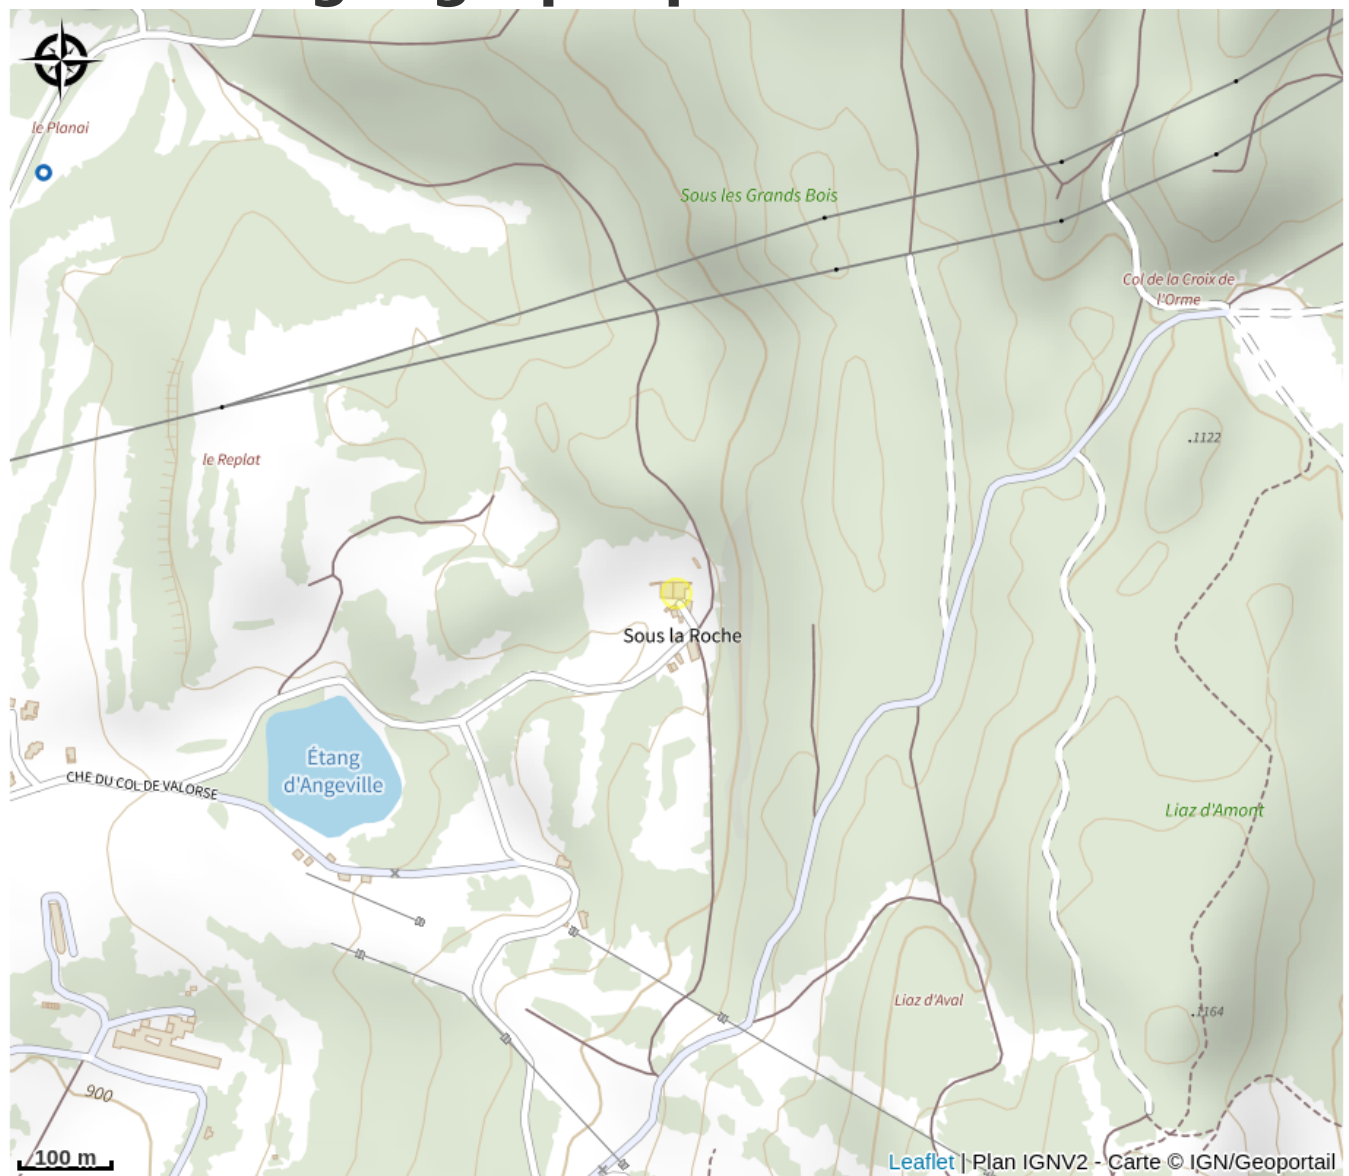 le Planai
Sous les Grands Bois
Col de la Croix de
l'Orme
.1122
le Replat
Sous la Roche
Étang
d'Angeville
CHE DU COL DE VALORSE
Liaz d'Amont
Liaz d'Aval
.1164
900
100 m
Leaflet | Plan IGNV2 - Carte © IGN/Geoportail